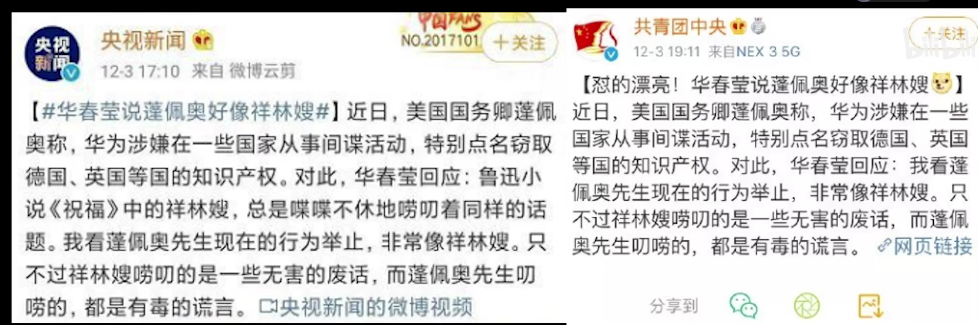 央视新闻
中国FANS
NO.2017101
+关注
央视
新闻
12-3 17:10 来自 微博云剪
【#华春莹说蓬佩奥好像祥林嫂#】近日，美国国务卿蓬佩
奥称，华为涉嫌在一些国家从事间谍活动，特别点名窃取
德国、英国等国的知识产权。对此，华春莹回应：鲁迅小
说《祝福》中的祥林嫂，总是喋喋不休地唠叨着同样的话
题。我看蓬佩奥先生现在的行为举止，非常像祥林嫂。只
不过祥林嫂唠叨的是一些无害的废话，而蓬佩奥先生叨
唠的，都是有毒的谎言。 央视新闻的微博视频
共青团中央
+关注
bilibili
12-3 19:11 来自NEX 3 5G
【怼的漂亮！华春莹说蓬佩奥好像祥林嫂】
近日，美国国务卿蓬佩奥称，华为涉嫌在一些
国家从事间谍活动，特别点名窃取德国、英国
等国的知识产权。对此，华春莹回应：我看蓬
佩奥先生现在的行为举止，非常像祥林嫂。只
不过祥林嫂唠叨的是一些无害的废话，而蓬佩
奥先生叨唠的，都是有毒的谎言。 网页链接
分享到